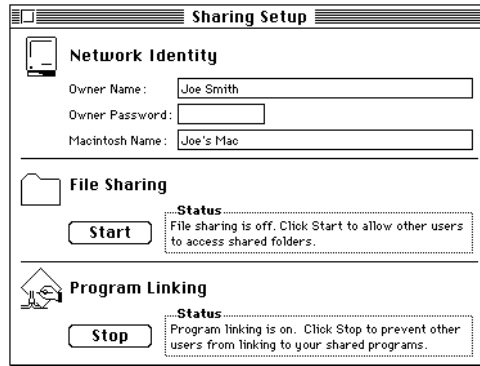 Sharing Setup
Network Identity
Owner Name: Joe Smith
Owner Password:
Macintosh Name: Joe's Mac
File Sharing
Status
Start
File sharing is off. Click Start to allow other users
to access shared folders.
Program Linking
Status
Stop
Program linking is on. Click Stop to prevent other
users from linking to your shared programs.